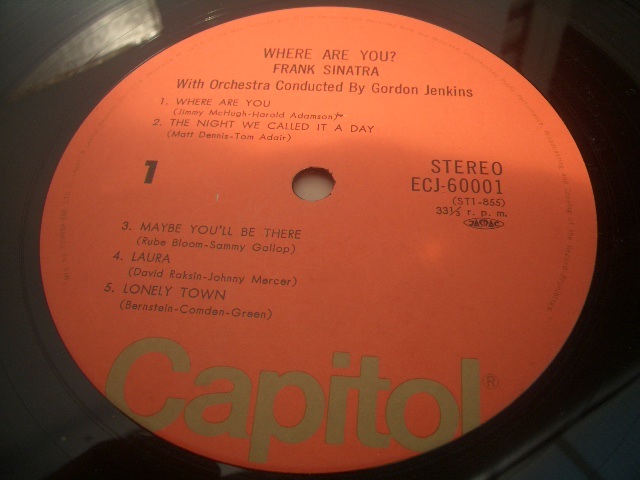 WHERE ARE YOU?
FRANK SINATRA
With Orchestra Conducted By Gordon Jenkins
1. WHERE ARE YOU
(Jimmy McHugh-Harold Adamson)
2. THE NIGHT WE CALLED IT A DAY
(Matt Dennis-Tom Adair)
1
STEREO
ECJ-60001
(ST1-855)
33⅓ r. p. m.
3. MAYBE YOU'LL BE THERE
(Rube Bloom-Sammy Gallop)
4. LAURA
(David Raksin-Johnny Mercer)
5. LONELY TOWN
(Bernstein-Comden-Green)
Capitol®